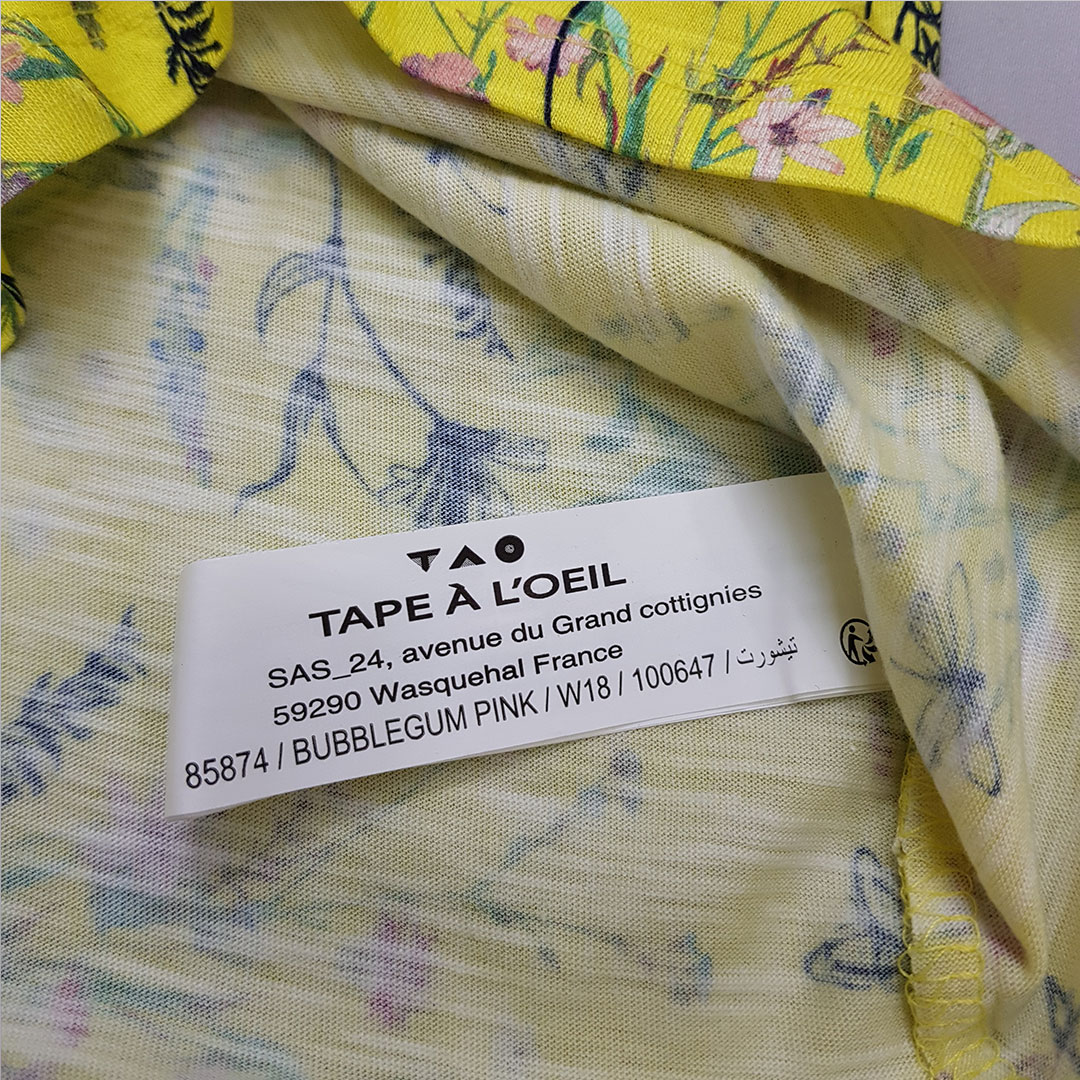 TAO
TAPE À L'OEIL
SAS_24, avenue du Grand cottignies
59290 Wasquehal France
85874 / BUBBLEGUM PINK / W18 / 100647 / تيشورت